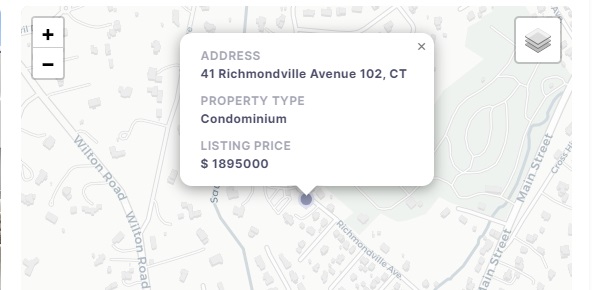 +
−
×
ADDRESS
41 Richmondville Avenue 102, CT
PROPERTY TYPE
Condominium
LISTING PRICE
$ 1895000
Wilton Road
Wilton Road
Richmondville Ave
Main Street
Main Street